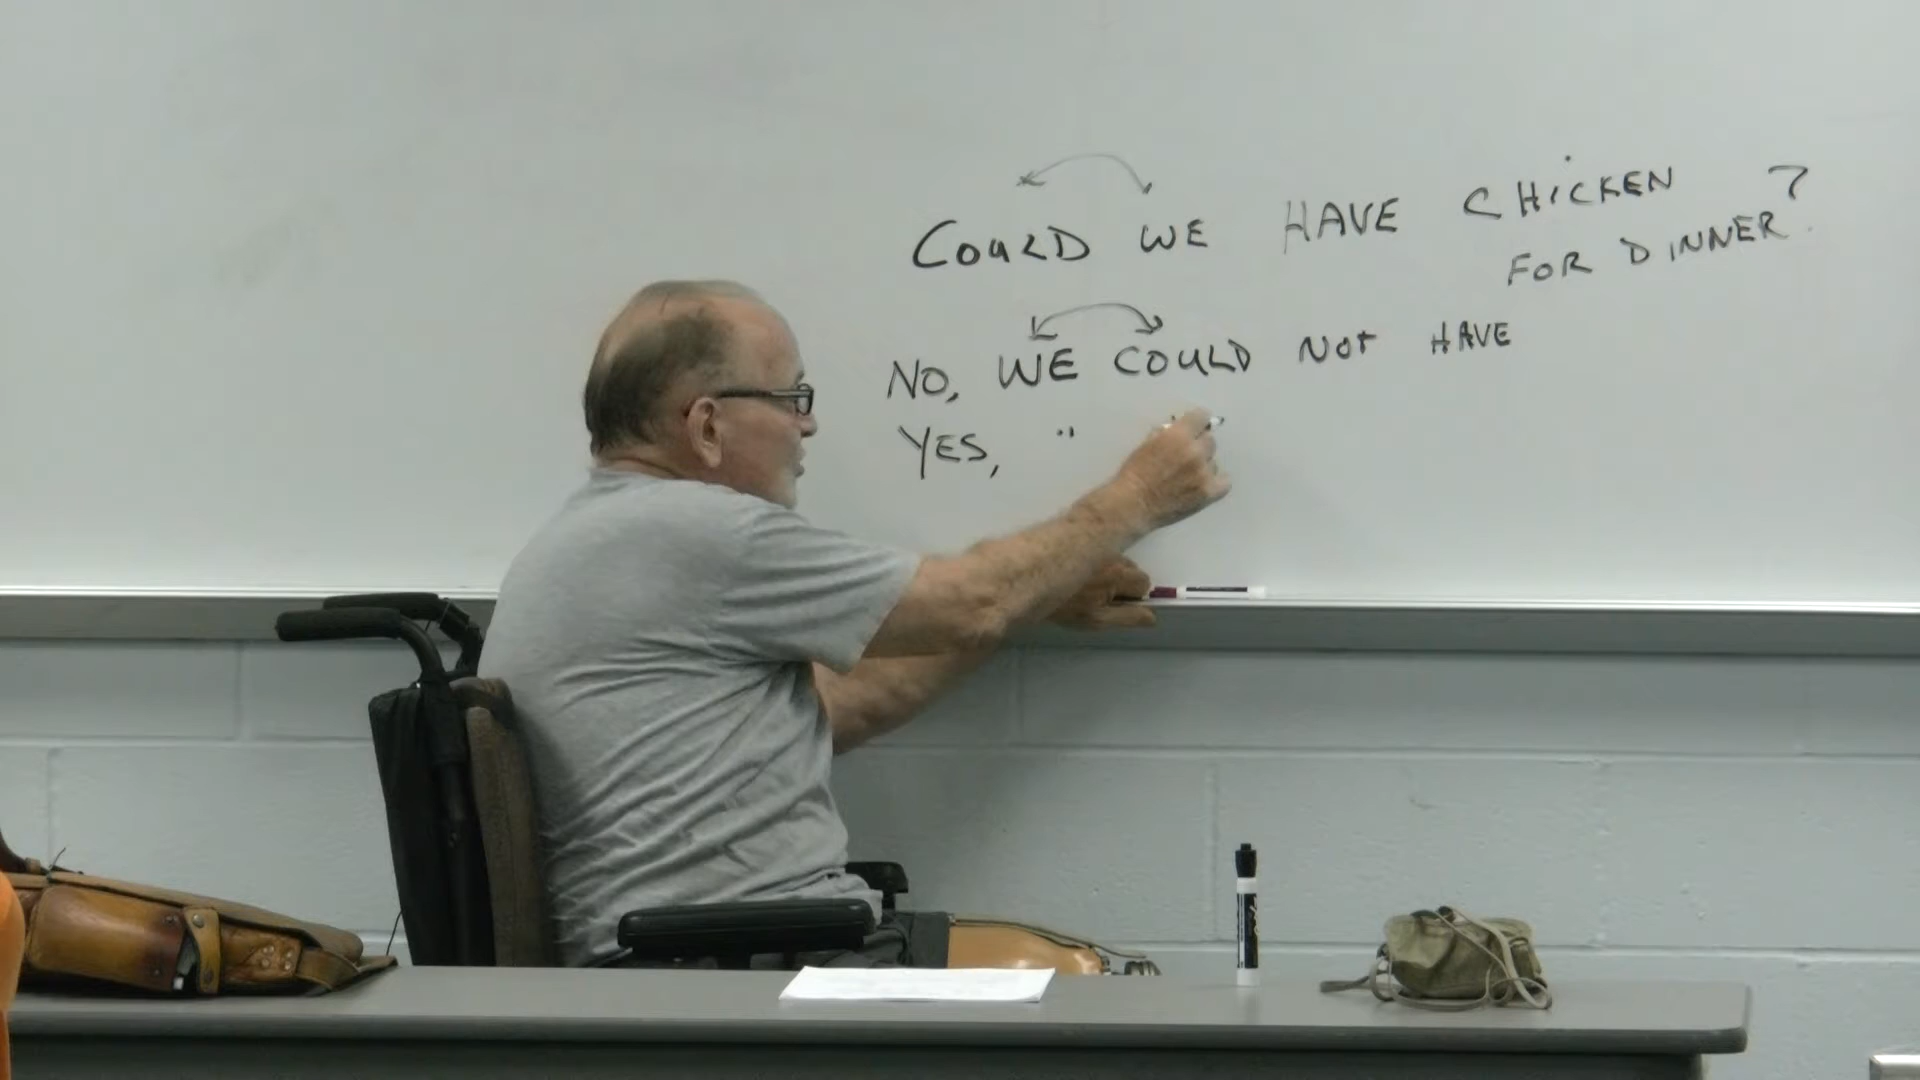 COULD WE HAVE CHICKEN
FOR DINNER?
NO, WE COULD NOT HAVE
YES, "